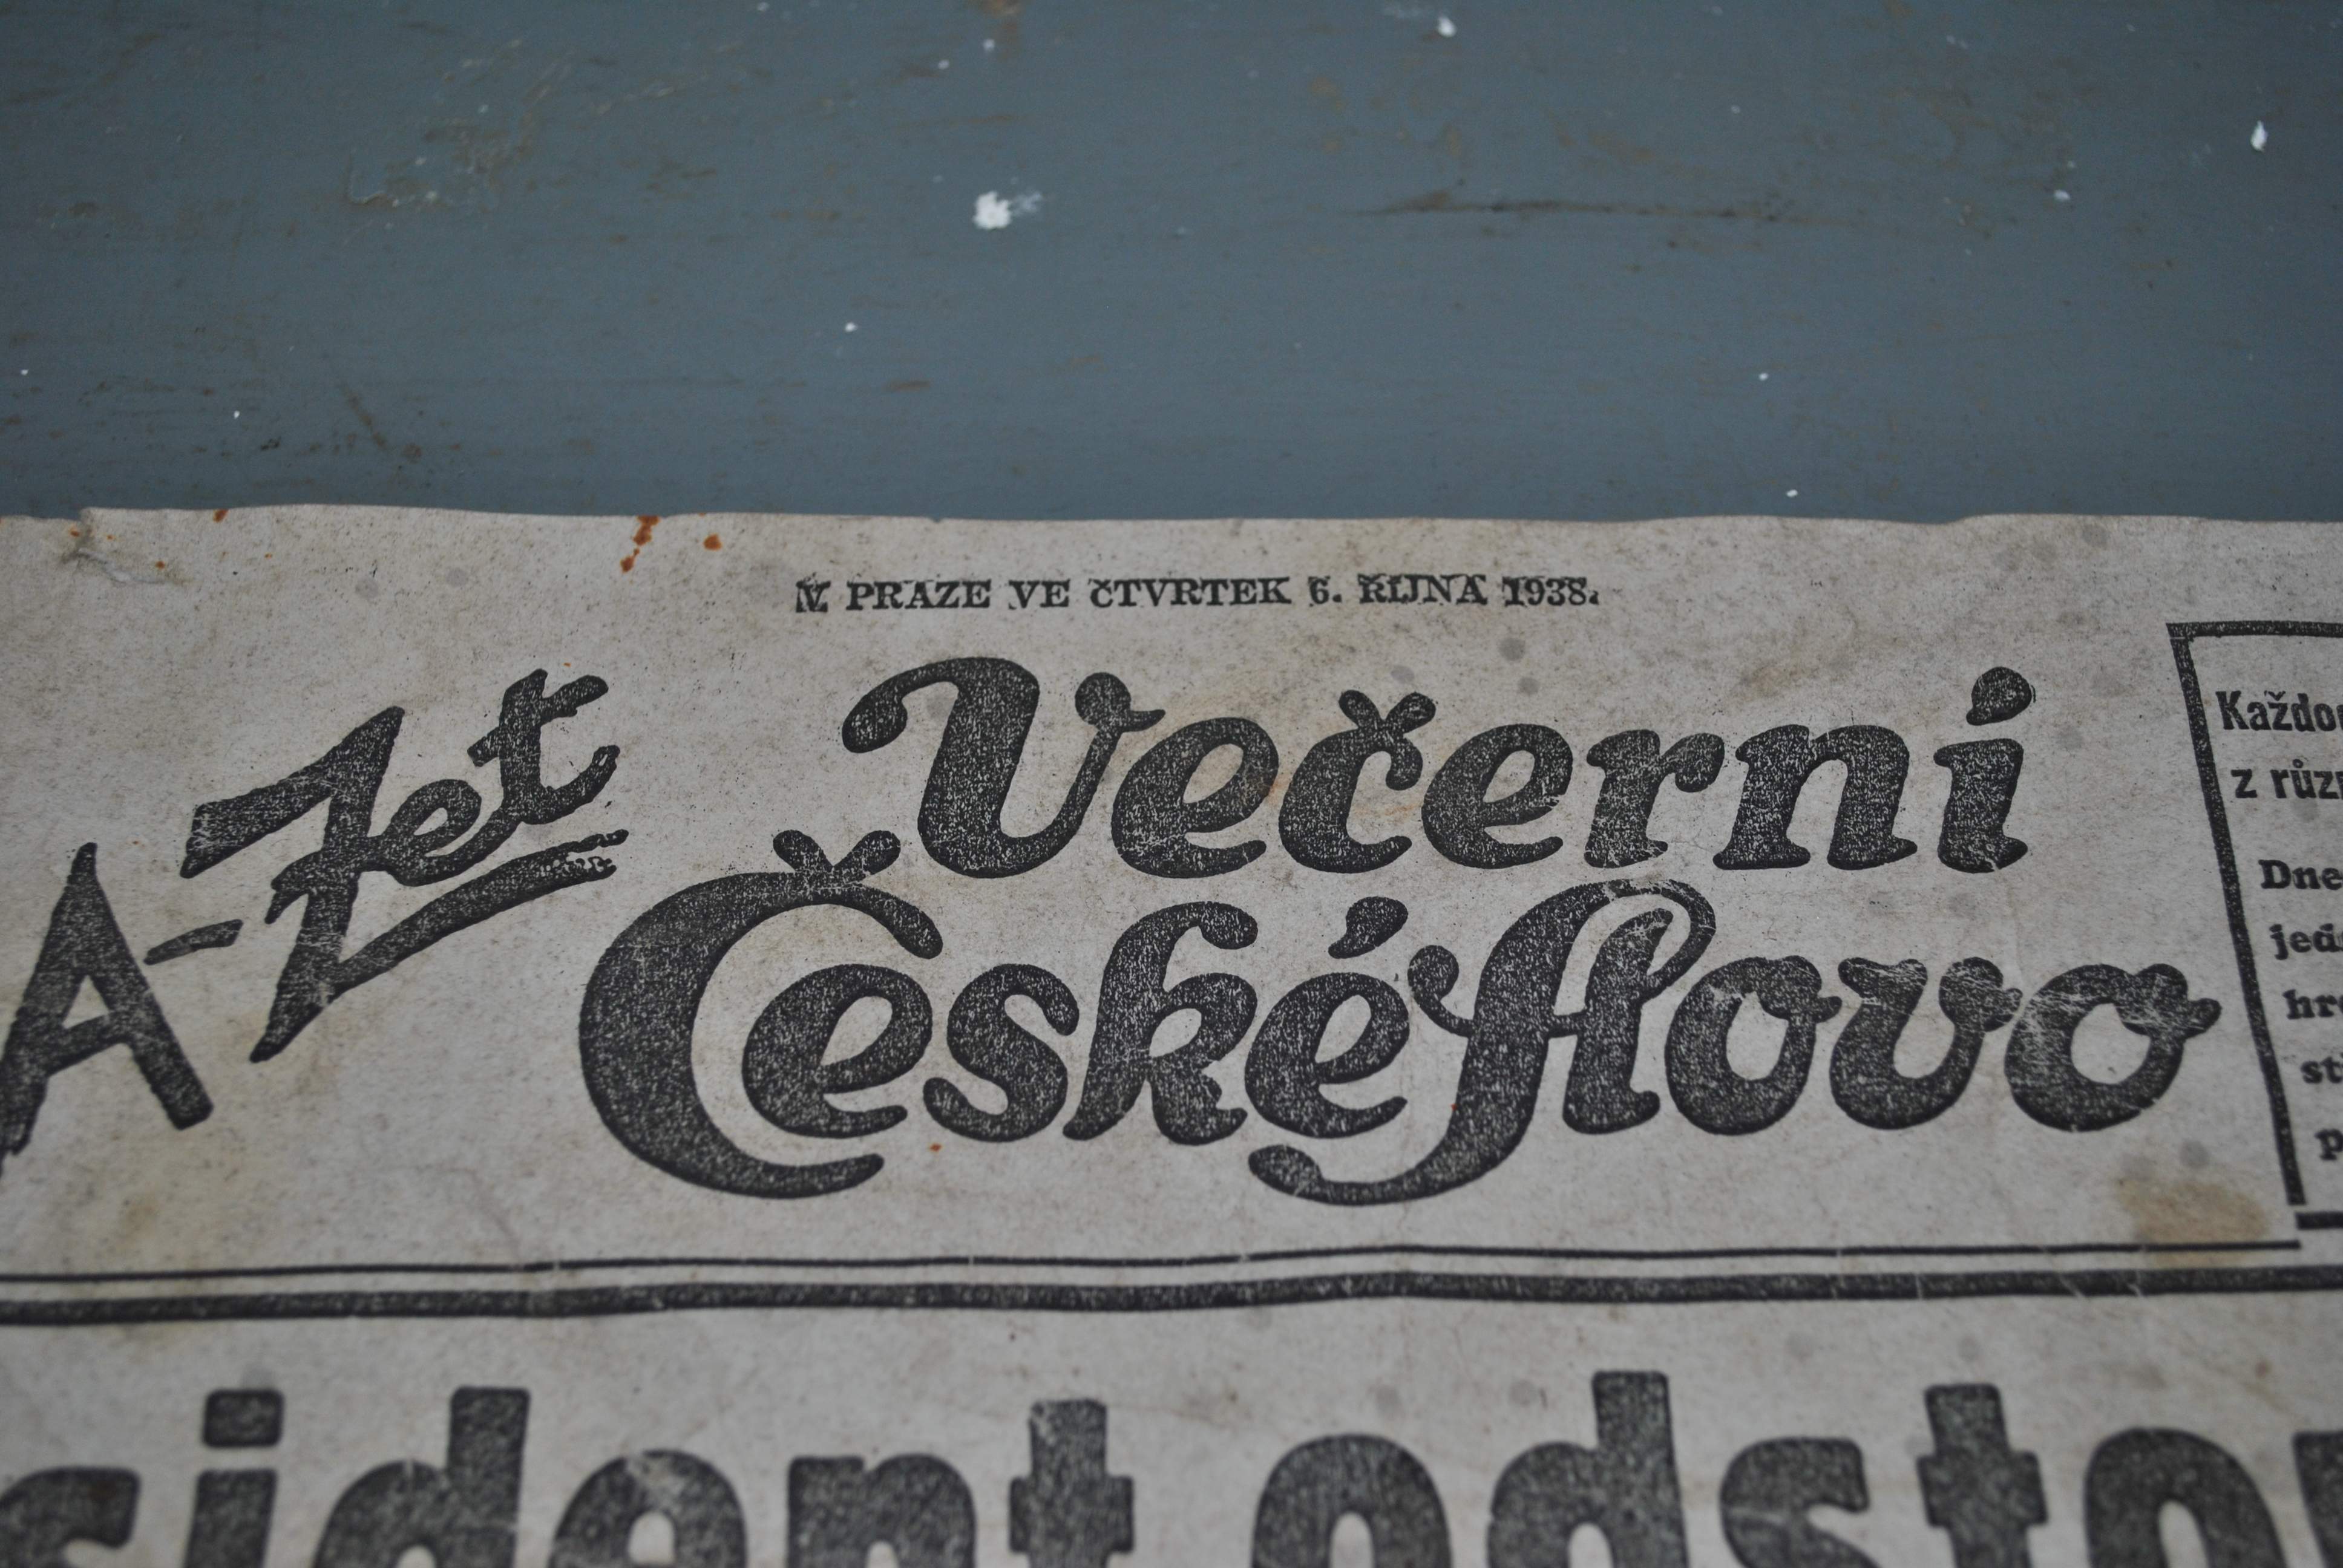 V PRAZE VE ČTVRTEK 6. ŘÍJNA 1938.
A-Zet
Večerní
České slovo
Každo
z růz
Dne
jed
hr
st
P
sident odsto